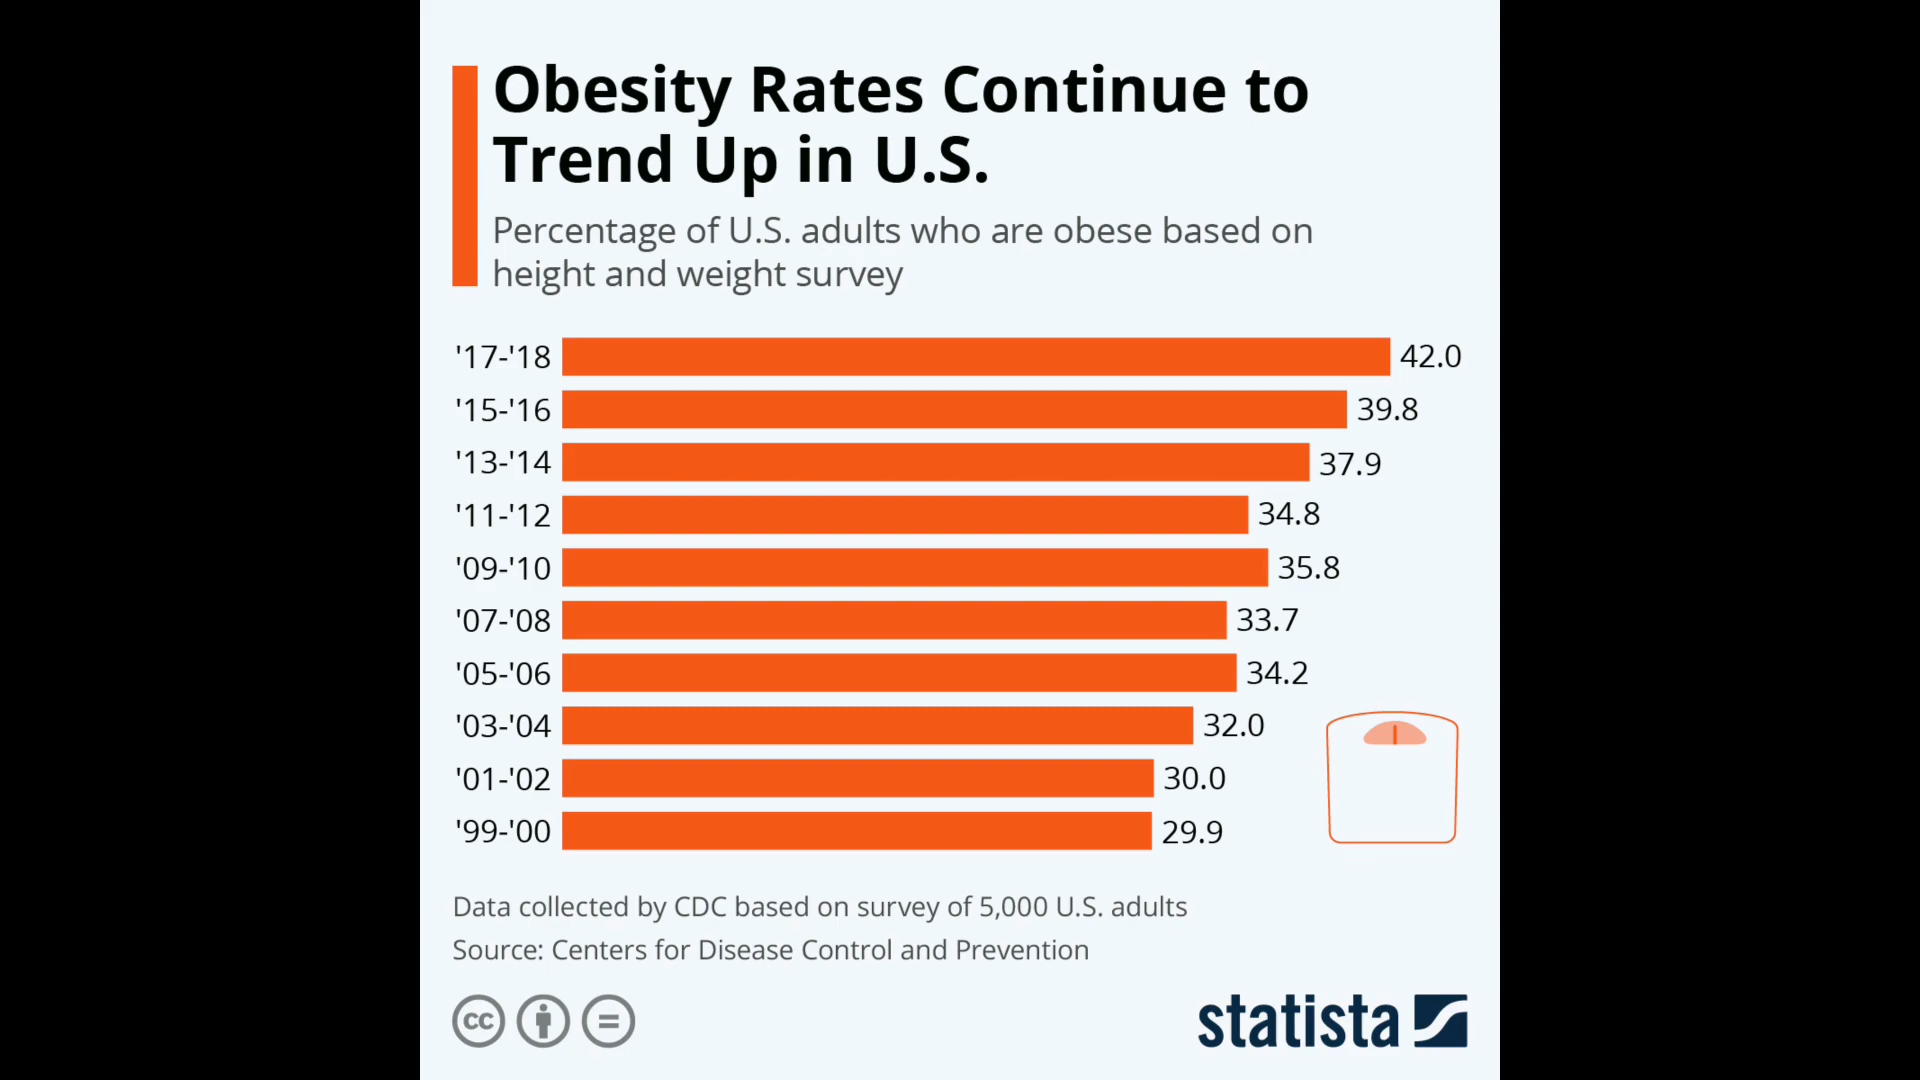 Obesity Rates Continue to
Trend Up in U.S.
Percentage of U.S. adults who are obese based on
height and weight survey
'17-'18 42.0
'15-'16 39.8
'13-'14 37.9
'11-'12 34.8
'09-'10 35.8
'07-'08 33.7
'05-'06 34.2
'03-'04 32.0
'01-'02 30.0
'99-'00 29.9
Data collected by CDC based on survey of 5,000 U.S. adults
Source: Centers for Disease Control and Prevention
cc
statista